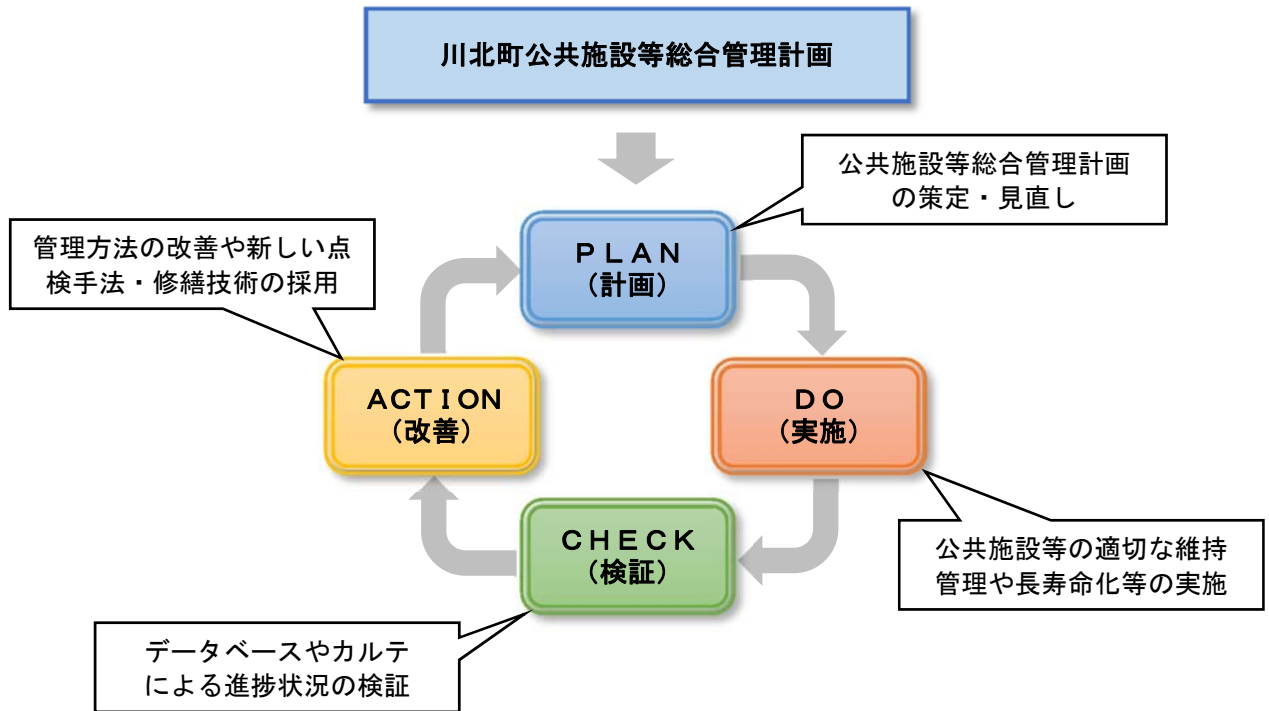 川北町公共施設等総合管理計画
公共施設等総合管理計画
の策定・見直し
ＰＬＡＮ
（計画）
管理方法の改善や新しい点
検手法・修繕技術の採用
ＡＣＴＩＯＮ
（改善）
ＤＯ
（実施）
ＣＨＥＣＫ
（検証）
公共施設等の適切な維持
管理や長寿命化等の実施
データベースやカルテ
による進捗状況の検証